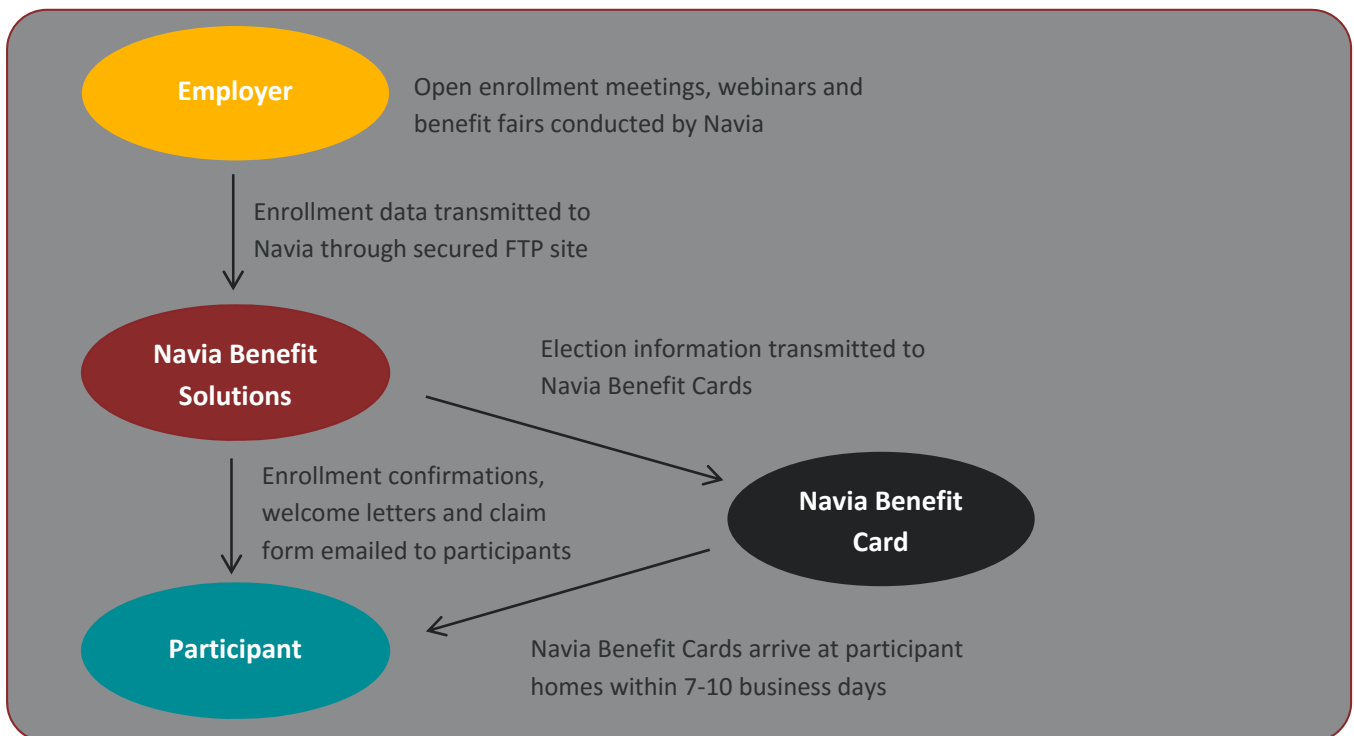 Employer
Open enrollment meetings, webinars and
benefit fairs conducted by Navia
Enrollment data transmitted to
Navia through secured FTP site
Navia Benefit
Solutions
Election information transmitted to
Navia Benefit Cards
Enrollment confirmations,
welcome letters and claim
form emailed to participants
Navia Benefit
Card
Participant
Navia Benefit Cards arrive at participant
homes within 7-10 business days